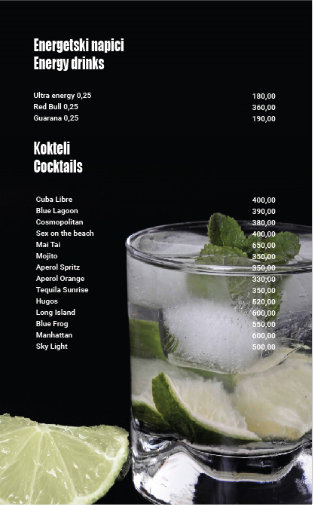 Energetski napici
Energy drinks
Ultra energy 0,25 180,00
Red Bull 0,25 360,00
Guarana 0,25 190,00
Kokteli
Cocktails
Cuba Libre 400,00
Blue Lagoon 390,00
Cosmopolitan 380,00
Sex on the beach 400,00
Mai Tai 650,00
Mojito 350,00
Aperol Spritz 350,00
Aperol Orange 330,00
Tequila Sunrise 350,00
Hugos 520,00
Long Island 600,00
Blue Frog 550,00
Manhattan 600,00
Sky Light 500,00